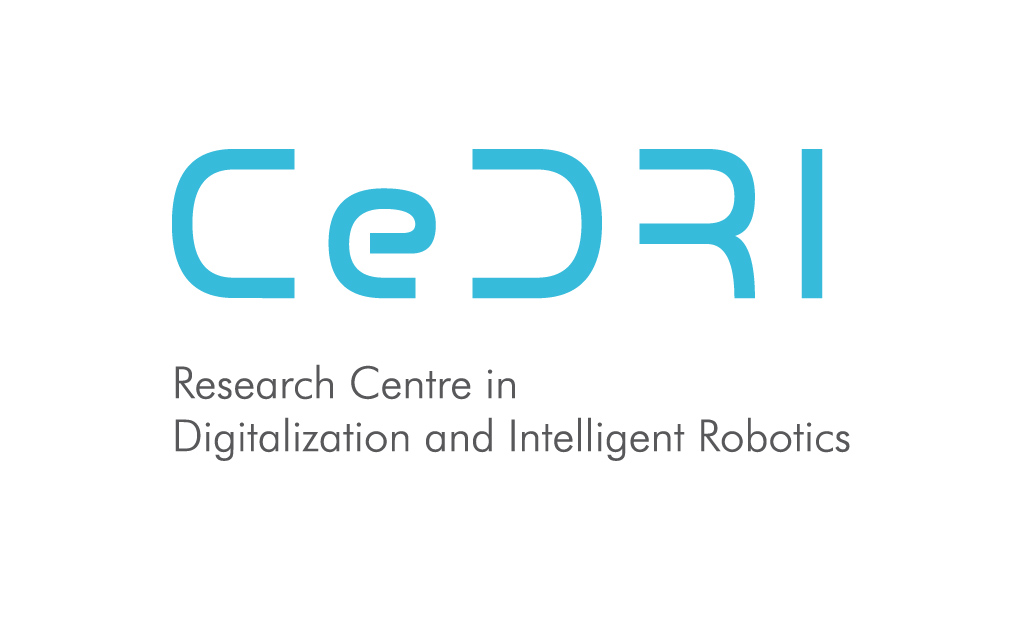 CeDRI
Research Centre in
Digitalization and Intelligent Robotics